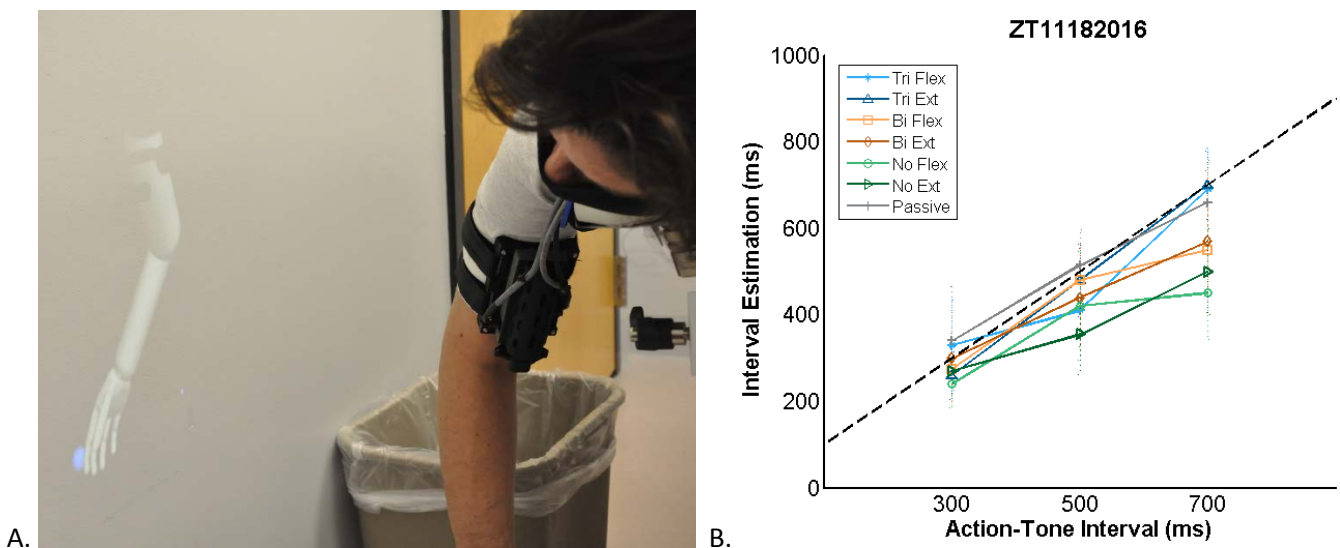 A.
B.
ZT11182016
Interval Estimation (ms)
1000
800
600
400
200
0
Tri Flex
Tri Ext
Bi Flex
Bi Ext
No Flex
No Ext
Passive
300
500
700
Action-Tone Interval (ms)